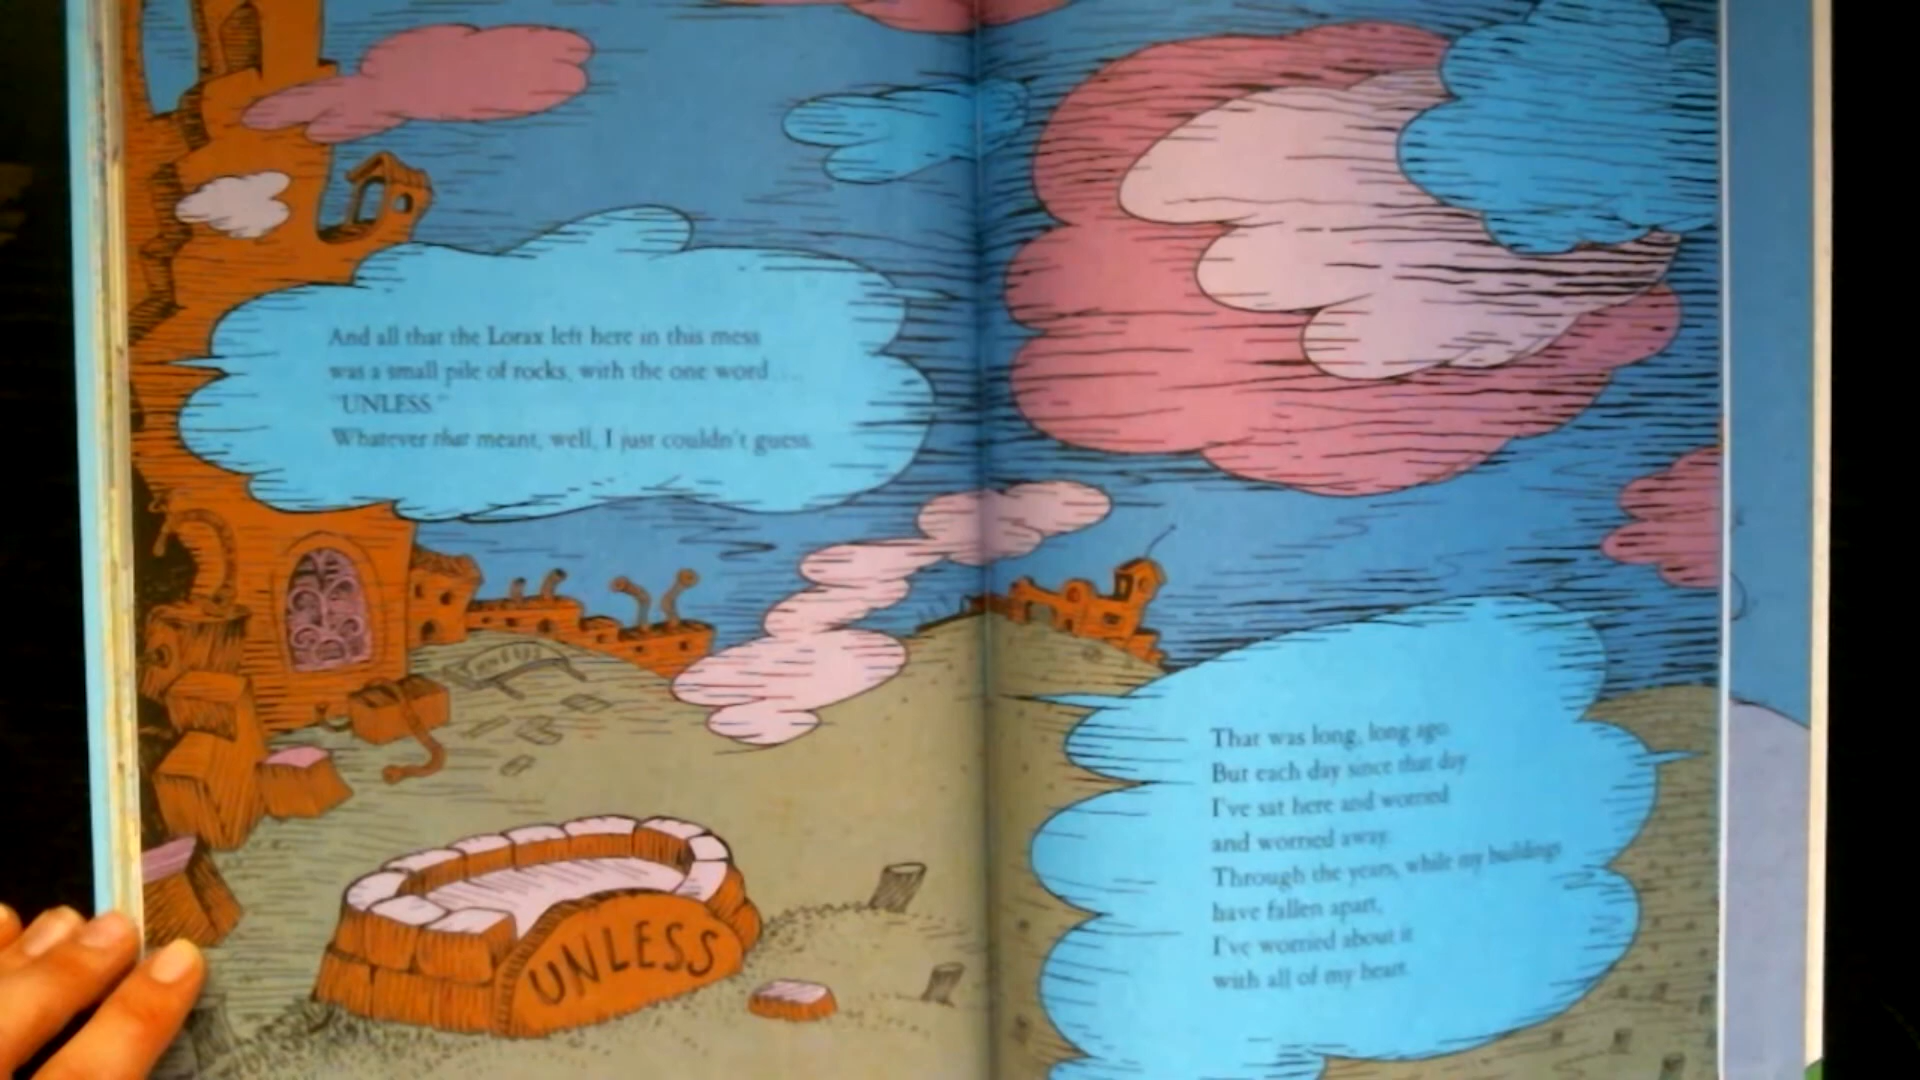 And all that the Lorax left here in this mess
was a small pile of rocks, with the one word....
"UNLESS."
Whatever that meant, well, I just couldn't guess.
UNLESS
That was long, long ago.
But each day since that day
I've sat here and worried
and worried away.
Through the years, while my buildings
have fallen apart,
I've worried about it
with all of my heart.